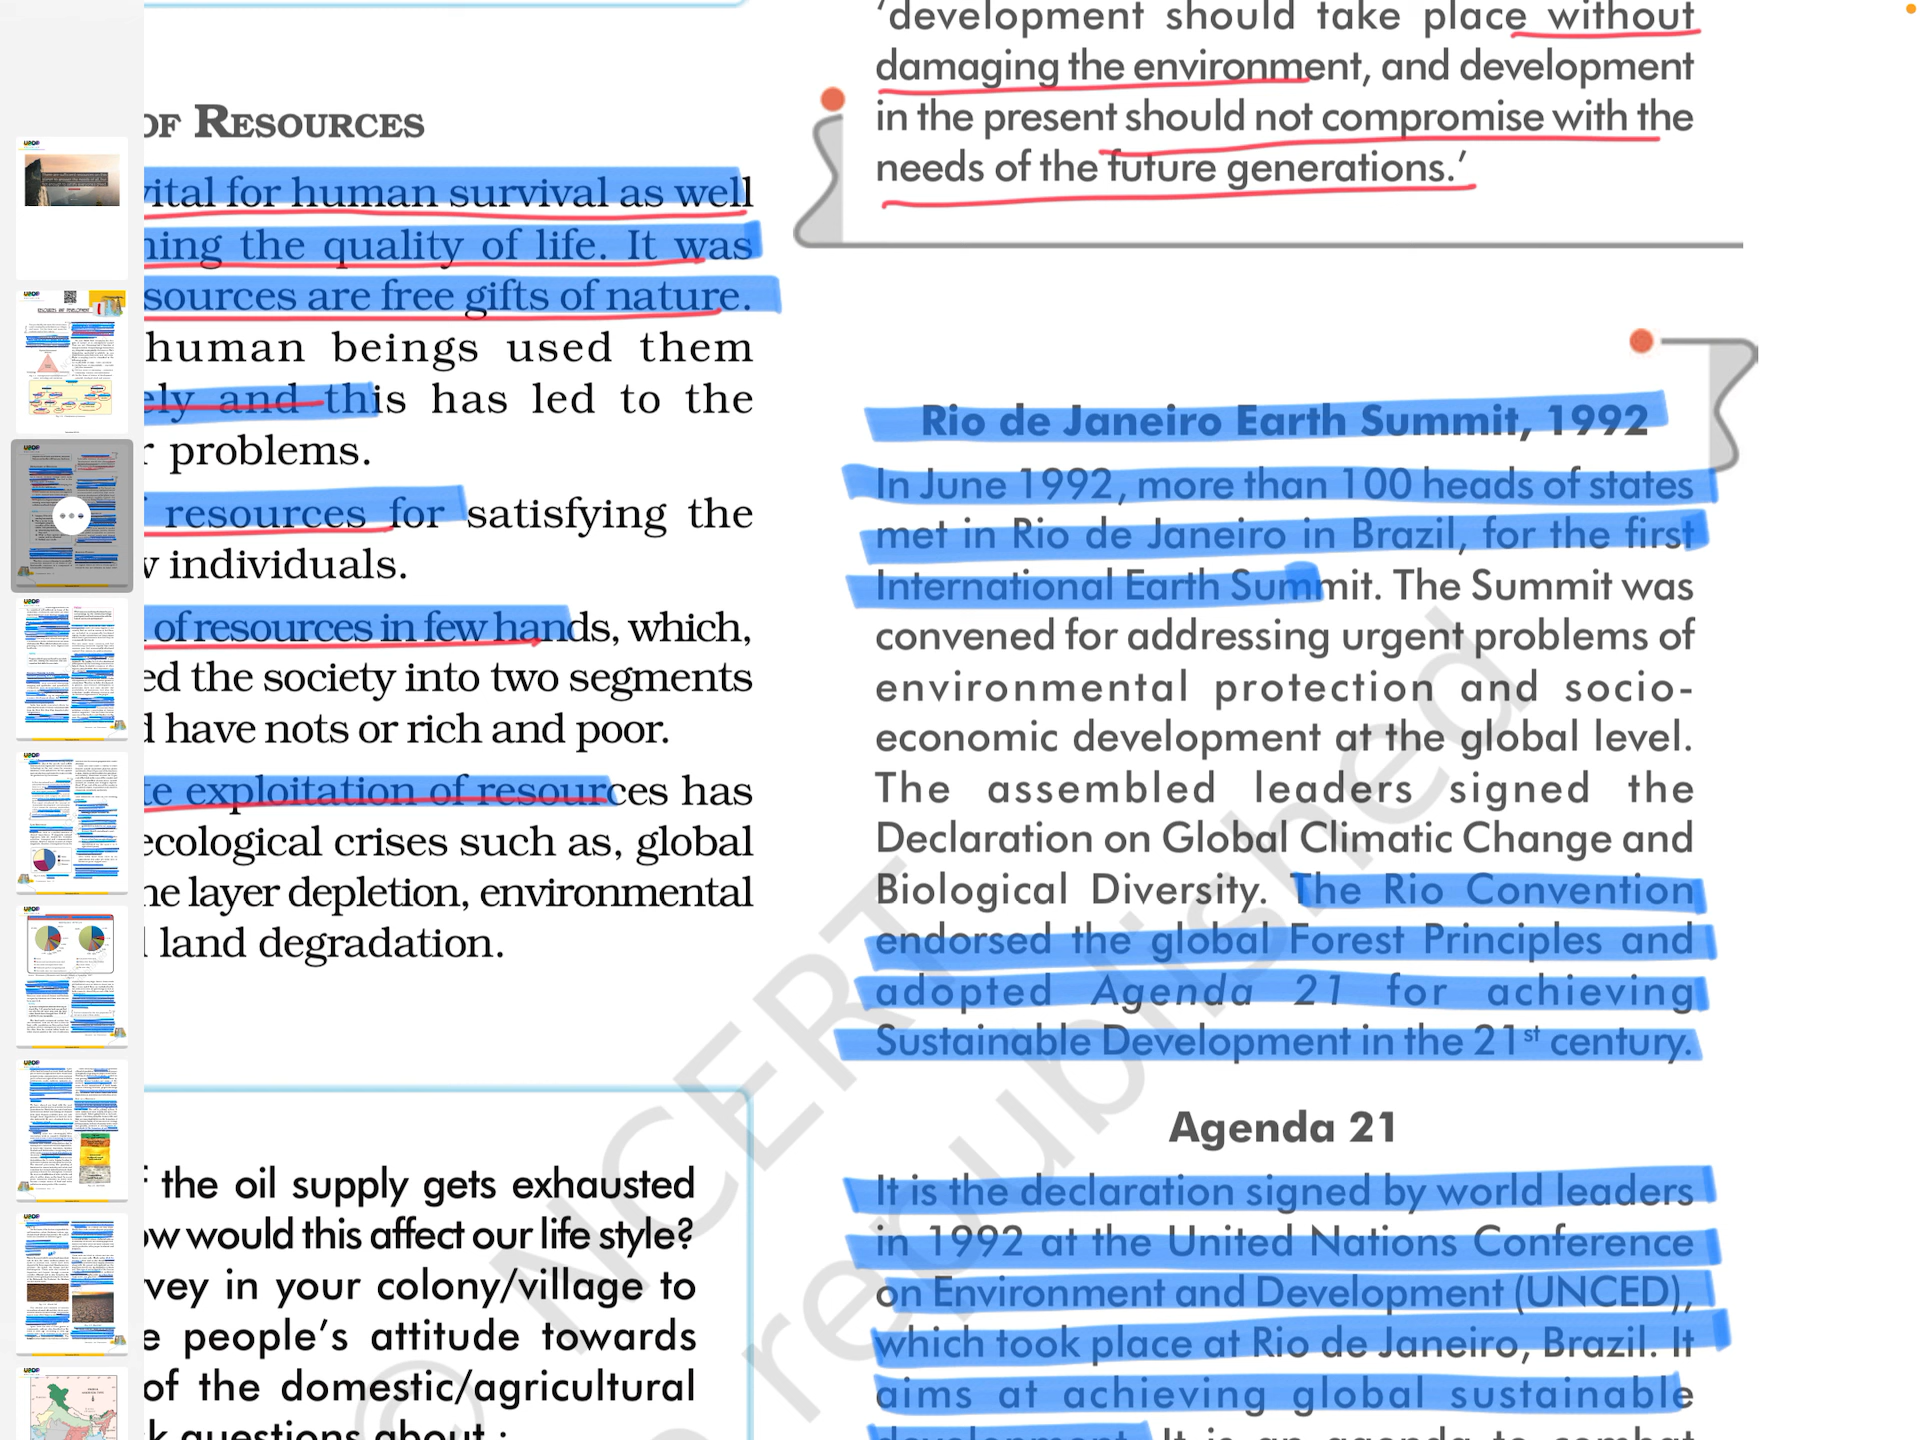 OF RESOURCES
vital for human survival as well
ning the quality of life. It was
sources are free gifts of nature.
human beings used them
ely and this has led to the
r problems.
resources for satisfying the
w individuals.
of resources in few hands, which,
ed the society into two segments
d have nots or rich and poor.
te exploitation of resources has
ecological crises such as, global
ne layer depletion, environmental
l land degradation.
f the oil supply gets exhausted
ow would this affect our life style?
rvey in your colony/village to
e people's attitude towards
of the domestic/agricultural
k questions about :
'development should take place without
damaging the environment, and development
in the present should not compromise with the
needs of the future generations.'
Rio de Janeiro Earth Summit, 1992
In June 1992, more than 100 heads of states
met in Rio de Janeiro in Brazil, for the first
International Earth Summit. The Summit was
convened for addressing urgent problems of
environmental protection and socio-
economic development at the global level.
The assembled leaders signed the
Declaration on Global Climatic Change and
Biological Diversity. The Rio Convention
endorsed the global Forest Principles and
adopted Agenda 21 for achieving
Sustainable Development in the 21st century.
Agenda 21
It is the declaration signed by world leaders
in 1992 at the United Nations Conference
on Environment and Development (UNCED),
which took place at Rio de Janeiro, Brazil. It
aims at achieving global sustainable
development. It is an agenda to combat
© NCERT
republished